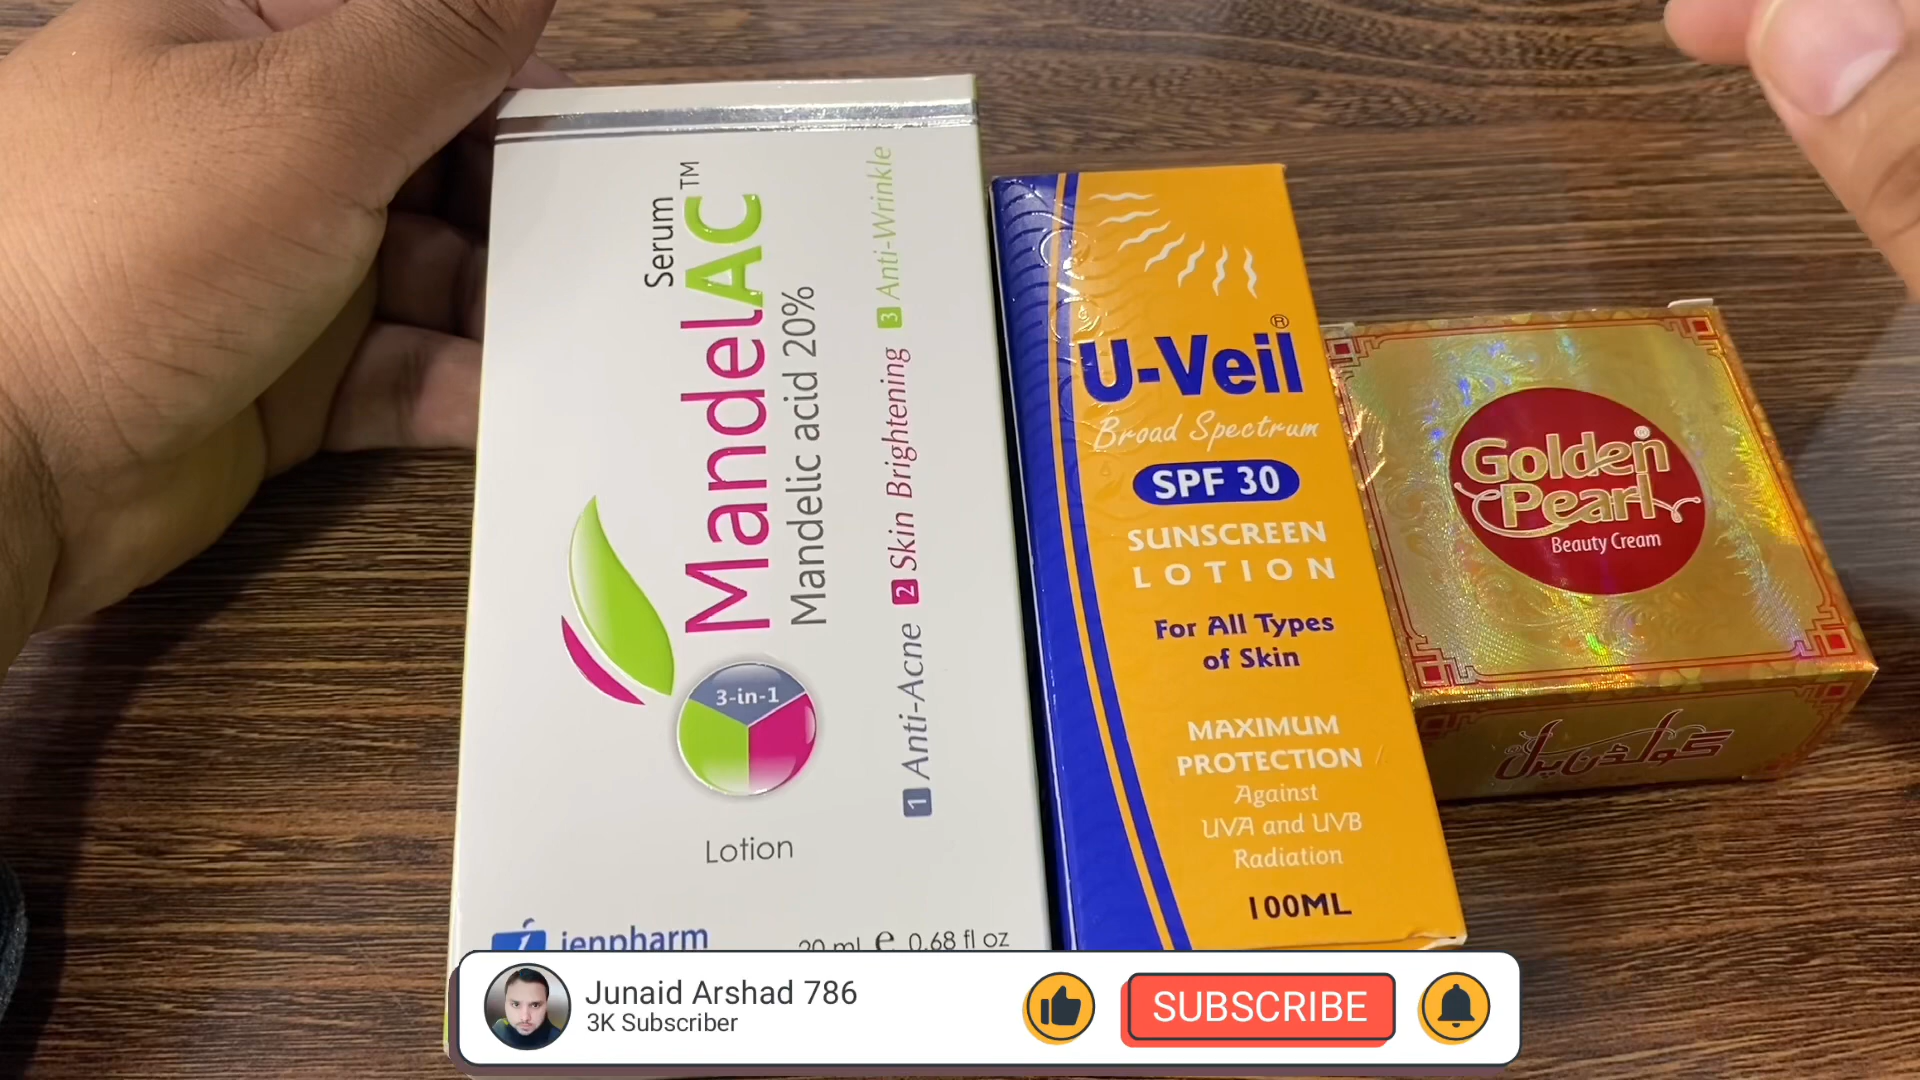 Serum
MandelAC™
Mandelic acid 20%
1 Anti-Acne 2 Skin Brightening 3 Anti-Wrinkle
3-in-1
Lotion
jenpharm
20 ml e 0.68 fl oz
U-Veil®
Broad Spectrum
SPF 30
SUNSCREEN
LOTION
For All Types
of Skin
MAXIMUM
PROTECTION
Against
UVA and UVB
Radiation
100ML
Golden®
Pearl
Beauty Cream
گولڈن پرل
Junaid Arshad 786
3K Subscriber
SUBSCRIBE